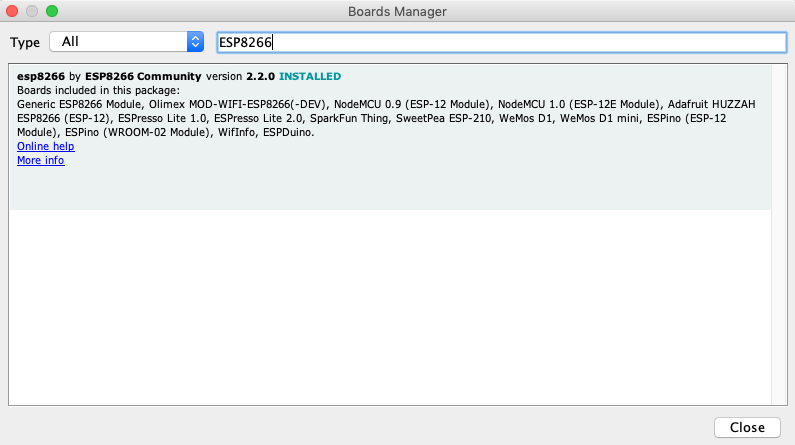 Boards Manager
Type All ESP8266
esp8266 by ESP8266 Community version 2.2.0 INSTALLED
Boards included in this package:
Generic ESP8266 Module, Olimex MOD-WIFI-ESP8266(-DEV), NodeMCU 0.9 (ESP-12 Module), NodeMCU 1.0 (ESP-12E Module), Adafruit HUZZAH
ESP8266 (ESP-12), ESPresso Lite 1.0, ESPresso Lite 2.0, SparkFun Thing, SweetPea ESP-210, WeMos D1, WeMos D1 mini, ESPino (ESP-12
Module), ESPino (WROOM-02 Module), WifInfo, ESPDuino.
Online help
More info
Close